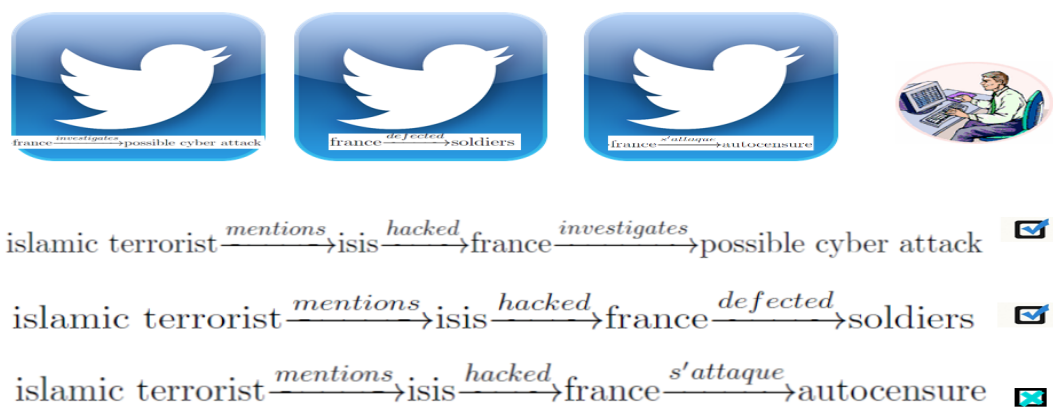 france investigates→possible cyber attack
france defected→soldiers
france s'attaque→autocensure
islamic terrorist mentions→isis hacked→france investigates→possible cyber attack
islamic terrorist mentions→isis hacked→france defected→soldiers
islamic terrorist mentions→isis hacked→france s'attaque→autocensure